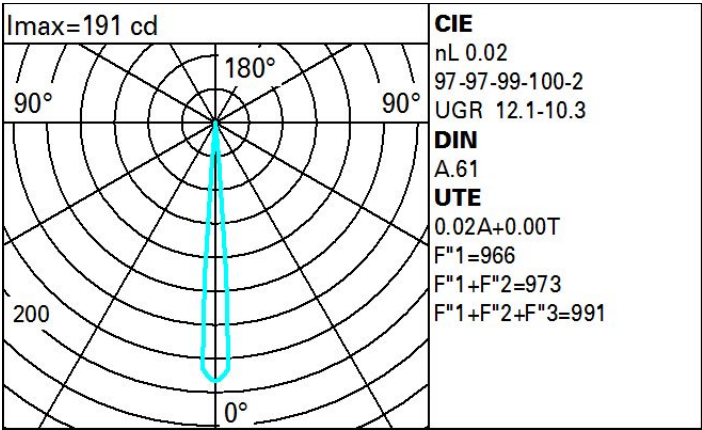 Imax=191 cd
180°
90°
90°
200
0°
CIE
nL 0.02
97-97-99-100-2
UGR 12.1-10.3
DIN
A.61
UTE
0.02A+0.00T
F"1=966
F"1+F"2=973
F"1+F"2+F"3=991